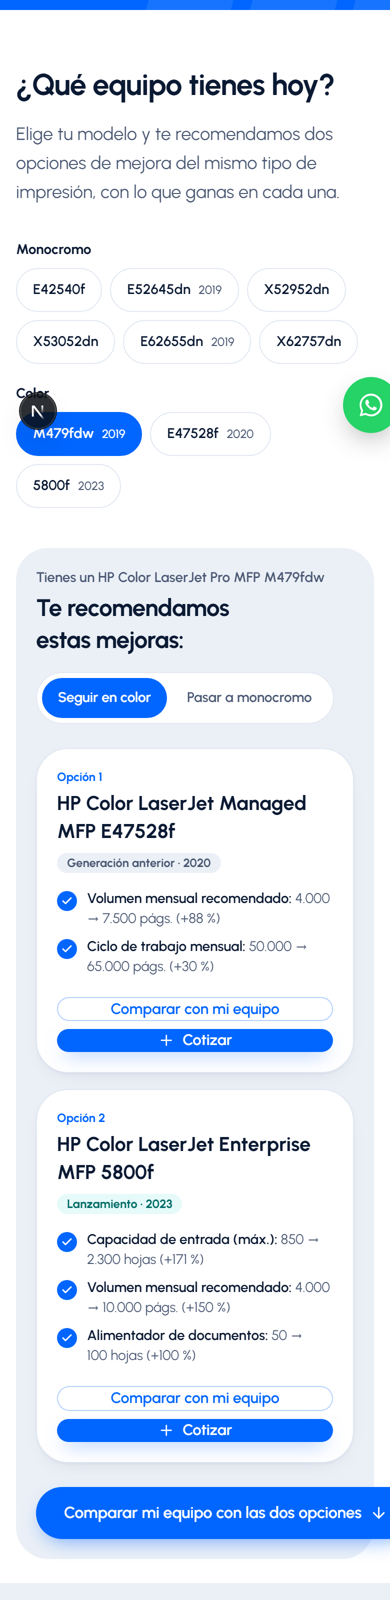 ¿Qué equipo tienes hoy?
Elige tu modelo y te recomendamos dos
opciones de mejora del mismo tipo de
impresión, con lo que ganas en cada una.
Monocromo
E42540f
E52645dn 2019
X52952dn
X53052dn
E62655dn 2019
X62757dn
Color
N
M479fdw 2019
E47528f 2020
5800f 2023
Tienes un HP Color LaserJet Pro MFP M479fdw
Te recomendamos
estas mejoras:
Seguir en color
Pasar a monocromo
Opción 1
HP Color LaserJet Managed
MFP E47528f
Generación anterior · 2020
Volumen mensual recomendado: 4.000
→ 7.500 págs. (+88 %)
Ciclo de trabajo mensual: 50.000 →
65.000 págs. (+30 %)
Comparar con mi equipo
+ Cotizar
Opción 2
HP Color LaserJet Enterprise
MFP 5800f
Lanzamiento · 2023
Capacidad de entrada (máx.): 850 →
2.300 hojas (+171 %)
Volumen mensual recomendado: 4.000
→ 10.000 págs. (+150 %)
Alimentador de documentos: 50 →
100 hojas (+100 %)
Comparar con mi equipo
+ Cotizar
Comparar mi equipo con las dos opciones ↓